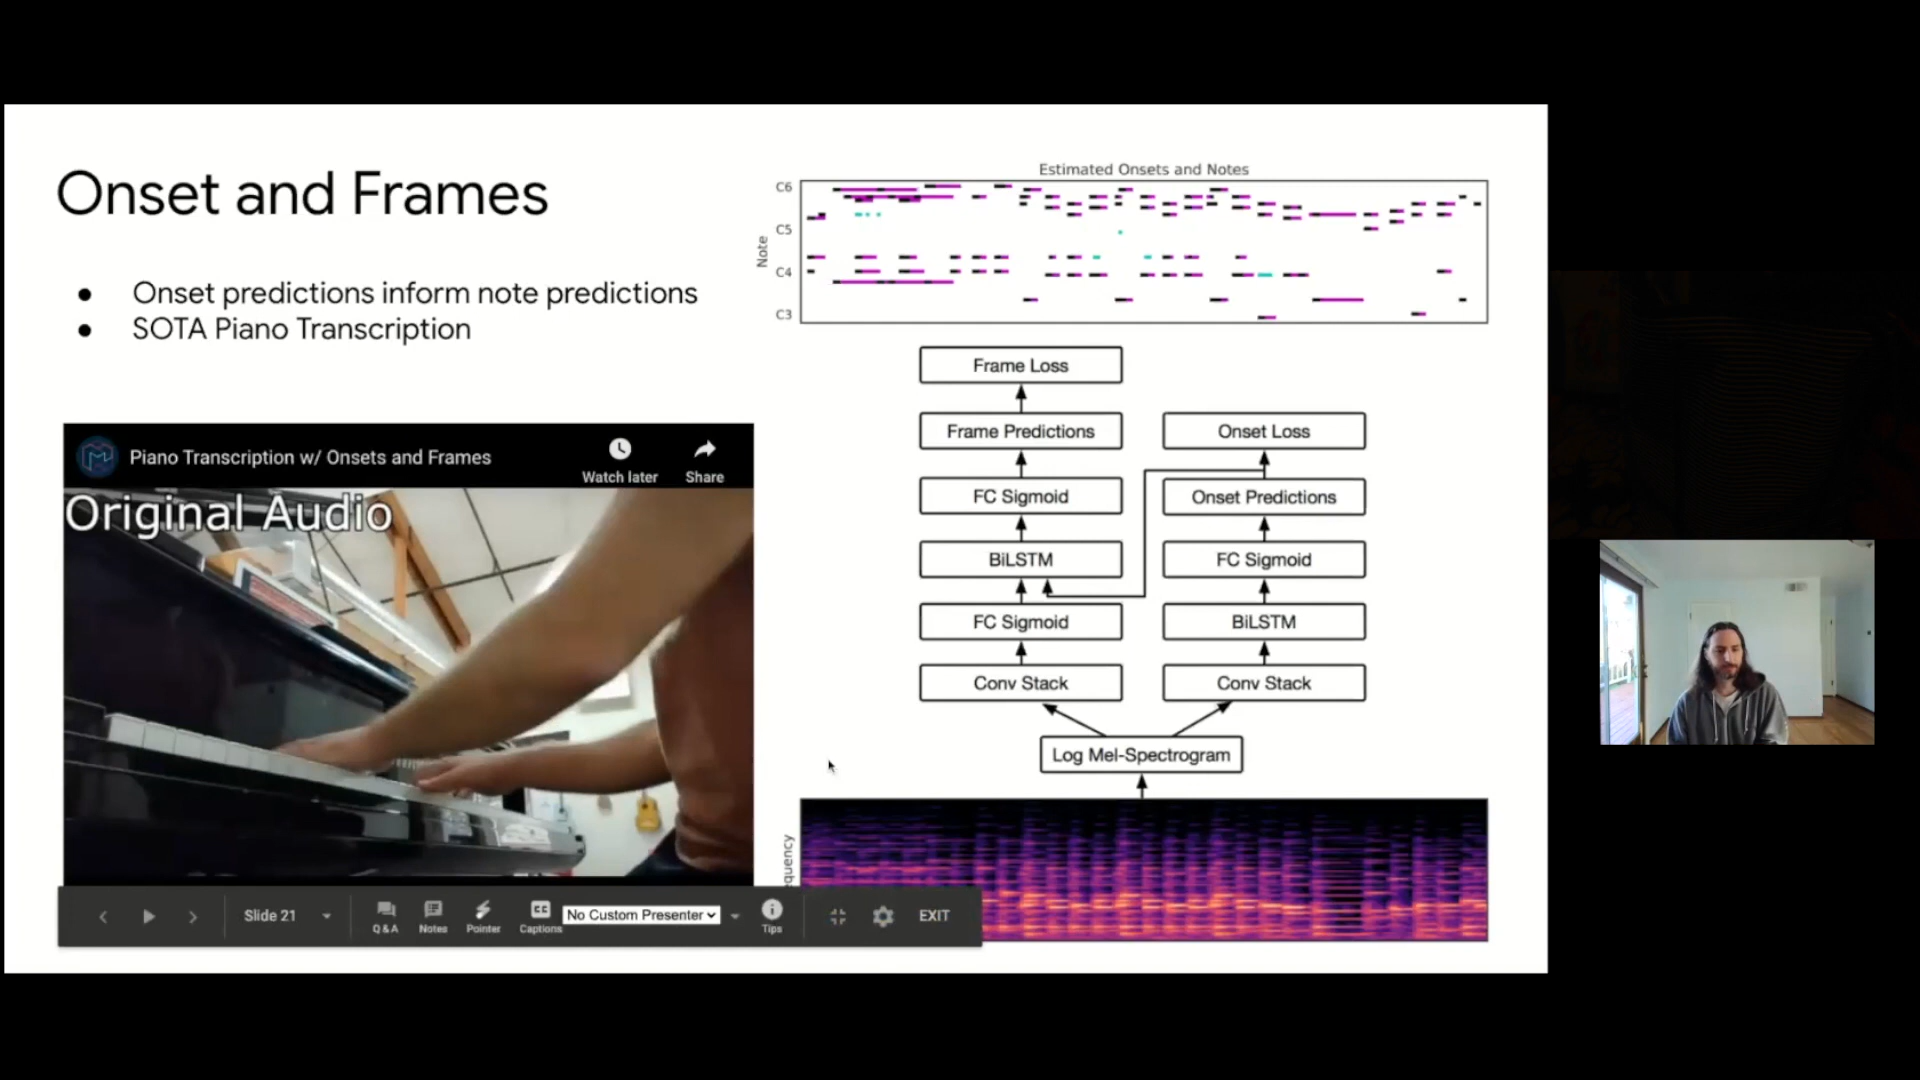 Onset and Frames
Onset predictions inform note predictions
SOTA Piano Transcription
Piano Transcription w/ Onsets and Frames
Watch later
Share
Original Audio
Estimated Onsets and Notes
Note
C6
C5
C4
C3
Frame Loss
Frame Predictions
Onset Loss
FC Sigmoid
Onset Predictions
BiLSTM
FC Sigmoid
FC Sigmoid
BiLSTM
Conv Stack
Conv Stack
Log Mel-Spectrogram
equency
Slide 21
Q&A
Notes
Pointer
Captions
No Custom Presenter
Tips
EXIT